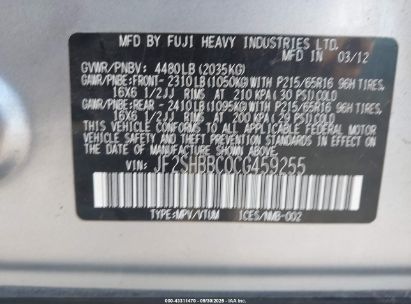 MFD BY FUJI HEAVY INDUSTRIES LTD.
MFD IN 03/12
GVWR/PNBV: 4480LB (2035KG)
GAWR/PNBE:FRONT- 2310LB(1050KG)WITH P215/65R16 96H TIRES,
16X6 1/2JJ RIMS AT 210 KPA(30 PSI)COLD
GAWR/PNBE:REAR - 2410LB(1095KG)WITH P215/65R16 96H TIRES,
16X6 1/2JJ RIMS AT 200 KPA(29 PSI)COLD
THIS VEHICLE CONFORMS TO ALL APPLICABLE FEDERAL MOTOR
VEHICLE SAFETY AND THEFT PREVENTION STANDARDS
IN EFFECT ON THE DATE OF MANUFACTURE SHOWN ABOVE.
VIN: JF2SHBBC0CG459255
TYPE:MPV/VTUM ICES/NMB-002